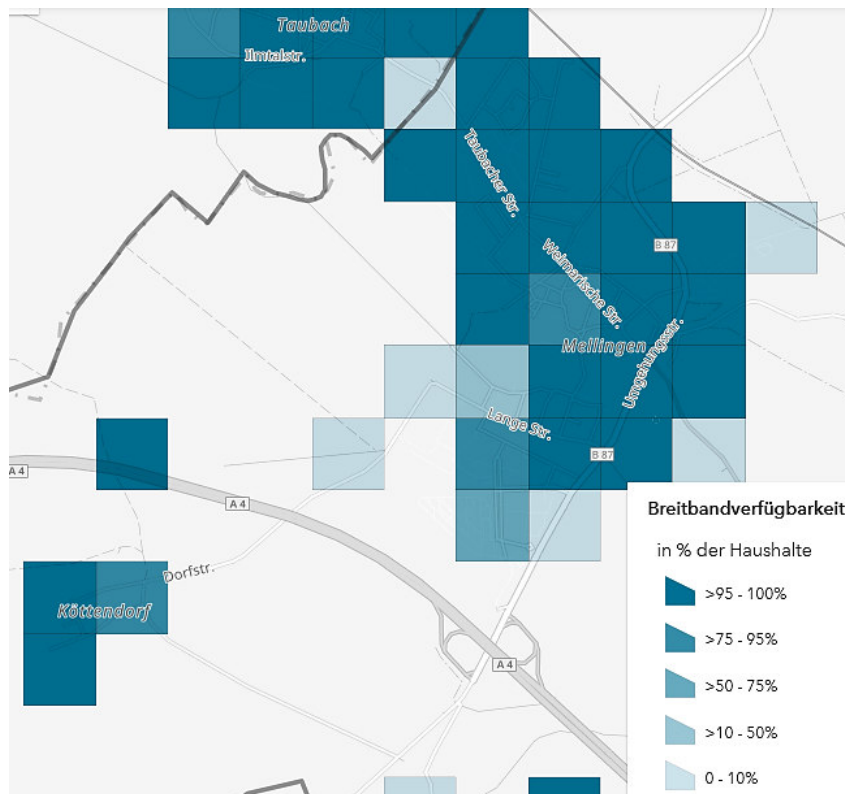 Taubach
Ilmtalstr.
Taubacher Str.
B 87
Weimarische Str.
Mellingen
Umgehungsstr.
Lange Str.
B 87
A 4
A 4
Dorfstr.
Köttendorf
A 4
Breitbandverfügbarkeit
in % der Haushalte
>95 - 100%
>75 - 95%
>50 - 75%
>10 - 50%
0 - 10%